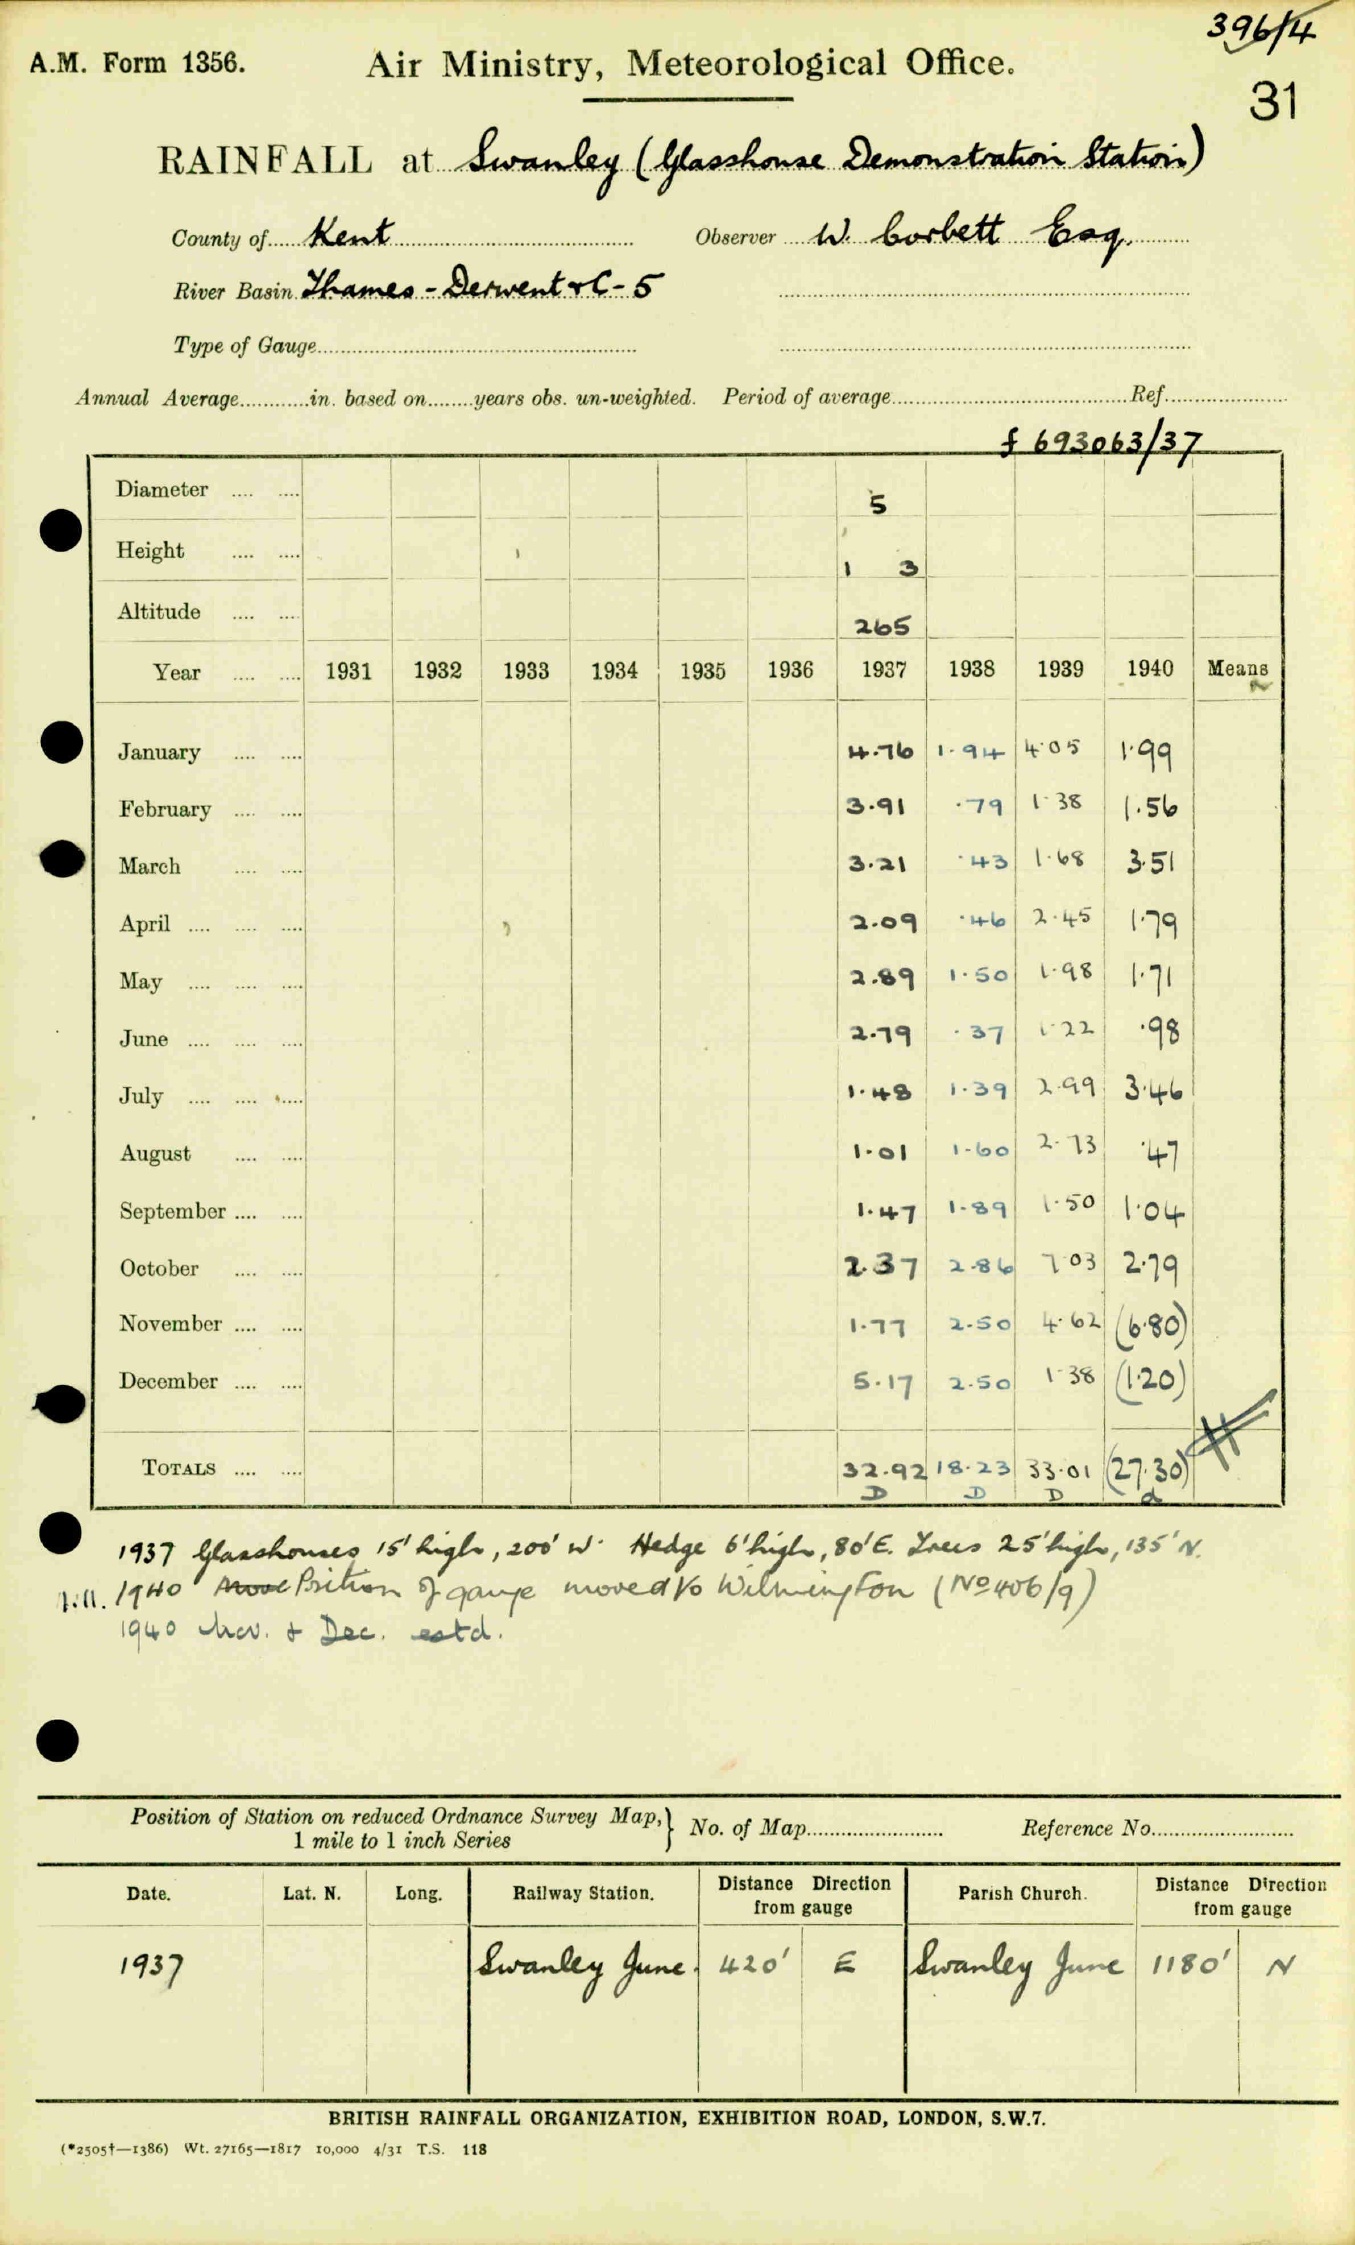 396/4
A.M. Form 1356. Air Ministry, Meteorological Office.
31
RAINFALL at Swanley (Glasshouse Demonstration Station)
County of Kent Observer W. Corbett Esq.
River Basin Thames - Derwent & C - 5
Type of Gauge
Annual Average in. based on years obs. un-weighted. Period of average Ref.
f 693063/37
Diameter 5
Height 1 3
Altitude 265
Year 1931 1932 1933 1934 1935 1936 1937 1938 1939 1940 Means
January 4.76 1.94 4.05 1.99
February 3.91 .79 1.38 1.56
March 3.21 .43 1.68 3.51
April 2.09 .46 2.45 1.79
May 2.89 1.50 1.98 1.71
June 2.79 .37 1.22 .98
July 1.48 1.39 2.99 3.46
August 1.01 1.60 2.73 .47
September 1.47 1.89 1.50 1.04
October 2.37 2.86 7.03 2.79
November 1.77 2.50 4.62 (6.80)
December 5.17 2.50 1.38 (1.20)
TOTALS 32.92 18.23 33.01 (27.30)
D D D d
1937 Glasshouses 15' high, 200' W. Hedge 6' high, 80' E. Trees 25' high, 135' N.
1940 Position of gauge moved to Wilmington (No 406/9)
1940 Nov. & Dec. estd.
Position of Station on reduced Ordnance Survey Map, } No. of Map Reference No.
1 mile to 1 inch Series
Date. Lat. N. Long. Railway Station. Distance Direction from gauge Parish Church. Distance Direction from gauge
1937 Swanley June. 420' E Swanley June 1180' N
BRITISH RAINFALL ORGANIZATION, EXHIBITION ROAD, LONDON, S.W.7.
(*2505†—1386) Wt. 27165—1817 10,000 4/31 T.S. 118